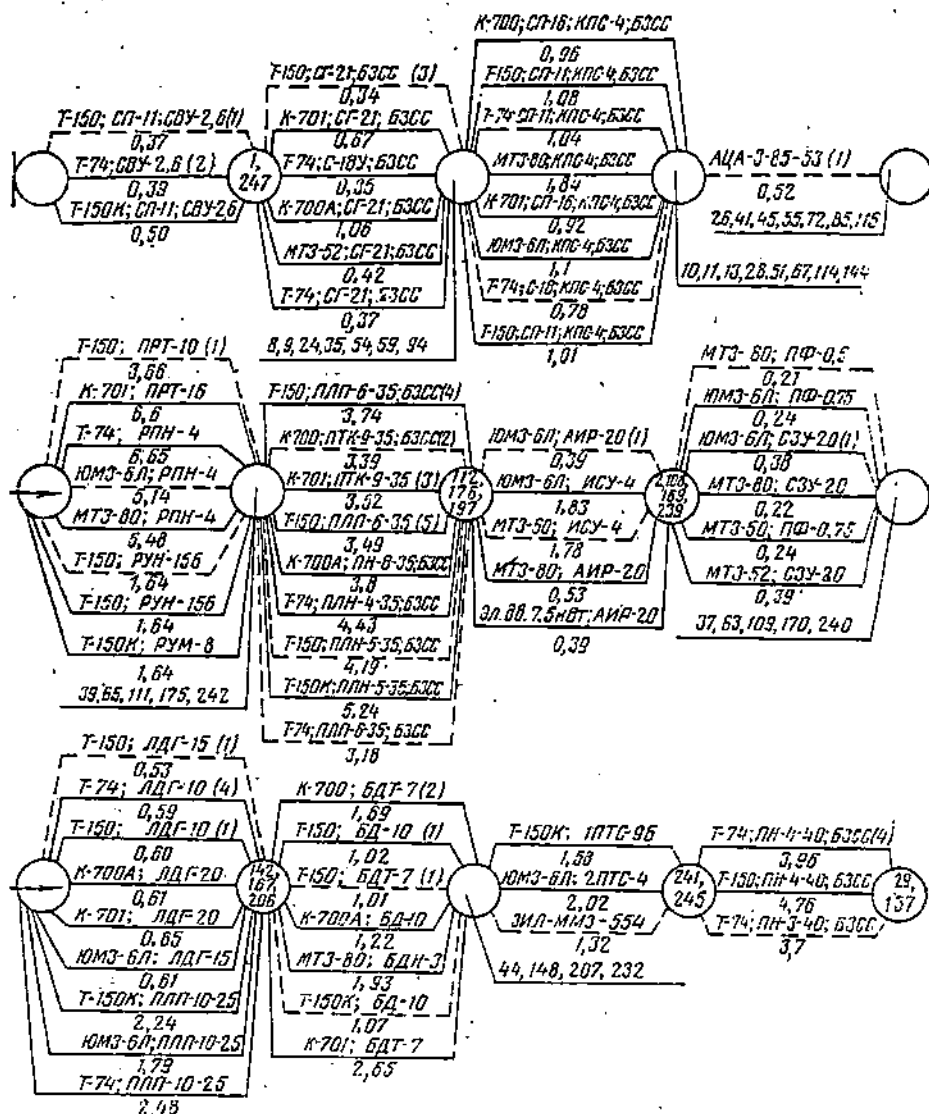 Т-150; СП-11; СВУ-2,6(1)
0,37
Т-74; СВУ-2,6 (2)
0,39
Т-150К; СП-11; СВУ-2,6
0,50
1,
247
Т-150; СГ-21; БЗСС (3)
0,34
К-701; СГ-21; БЗСС
0,67
Т-74; С-18У; БЗСС
0,35
К-700А; СГ-21; БЗСС
1,06
МТЗ-52; СГ-21; БЗСС
0,42
Т-74; СГ-21; БЗСС
0,37
8, 9, 24, 35, 54, 59, 94
К-700; СП-16; КПС-4; БЗСС
0,96
Т-150; СП-11; КПС-4; БЗСС
1,08
Т-74; СП-11; КПС-4; БЗСС
1,04
МТЗ-80; КПС-4; БЗСС
1,84
К-701; СП-16; КПС-4; БЗСС
0,92
ЮМЗ-6Л; КПС-4; БЗСС
1,1
Т-74; С-18; КПС-4; БЗСС
0,78
Т-150; СП-11; КПС-4; БЗСС
1,01
10, 11, 13, 28, 51, 67, 114, 144
АЦА-3-85-53 (1)
0,52
26, 41, 45, 55, 72, 85, 115
Т-150; ПРТ-10 (1)
3,66
К-701; ПРТ-16
6,6
Т-74; РПН-4
6,65
ЮМЗ-6Л; РПН-4
5,74
МТЗ-80; РПН-4
5,48
Т-150; РУН-15б
1,64
Т-150; РУН-15б
1,64
Т-150К; РУМ-8
1,64
39, 65, 111, 175, 242
Т-150; ПЛП-6-35; БЗСС(4)
3,74
К-700; ПТК-9-35; БЗСС(2)
3,39
К-701; ПТК-9-35 (3)
3,52
Т-150; ПЛП-6-35 (5)
3,49
К-700А; ПН-8-35; БЗСС
3,8
Т-74; ПЛН-4-35; БЗСС
4,43
Т-150; ПЛН-5-35; БЗСС
4,19
Т-150К; ПЛН-5-35; БЗСС
5,24
Т-74; ПЛП-6-35; БЗСС
3,18
112,
176,
197
ЮМЗ-6Л; АИР-20 (1)
0,39
ЮМЗ-6Л; ИСУ-4
1,83
МТЗ-50; ИСУ-4
1,78
МТЗ-80; АИР-20
0,53
Эл.дв. 7,5кВт; АИР-20
0,39
2,108,
169,
239
МТЗ-80; ПФ-0,5
0,21
ЮМЗ-6Л; ПФ-0,75
0,24
ЮМЗ-6Л; СЗУ-20(1)
0,38
МТЗ-80; СЗУ-20
0,22
МТЗ-50; ПФ-0,75
0,24
МТЗ-52; СЗУ-20
0,39
37, 63, 109, 170, 240
Т-150; ЛДГ-15 (1)
0,53
Т-74; ЛДГ-10 (4)
0,59
Т-150; ЛДГ-10 (1)
0,60
К-700А; ЛДГ-20
0,61
К-701; ЛДГ-20
0,65
ЮМЗ-6Л; ЛДГ-15
0,61
Т-150К; ПЛП-10-25
2,24
ЮМЗ-6Л; ПЛП-10-25
1,79
Т-74; ПЛП-10-25
2,48
147,
167,
206
К-700; БДТ-7 (2)
1,69
Т-150; БД-10 (1)
1,02
Т-150; БДТ-7 (1)
1,01
К-700А; БД-10
1,22
МТЗ-80; БДН-3
1,93
Т-150К; БД-10
1,07
К-701; БДТ-7
2,65
44, 148, 207, 232
Т-150К; 1ПТС-9Б
1,58
ЮМЗ-6Л; 2ПТС-4
2,02
ЗИЛ-ММЗ-554
1,32
241,
245
Т-74; ПН-4-40; БЗСС(4)
3,96
Т-150; ПН-4-40; БЗСС
4,76
Т-74; ПН-3-40; БЗСС
3,7
29,
137